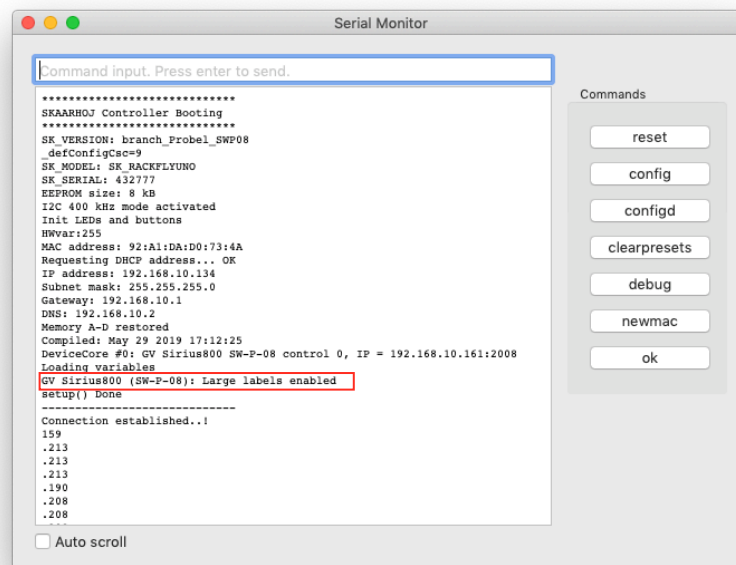 Serial Monitor
Command input. Press enter to send.
*****************************
SKAARHOJ Controller Booting
*****************************
SK_VERSION: branch_Probel_SWP08
_defConfigCsc=9
SK_MODEL: SK_RACKFLYUNO
SK_SERIAL: 432777
EEPROM size: 8 kB
I2C 400 kHz mode activated
Init LEDs and buttons
HWvar:255
MAC address: 92:A1:DA:D0:73:4A
Requesting DHCP address... OK
IP address: 192.168.10.134
Subnet mask: 255.255.255.0
Gateway: 192.168.10.1
DNS: 192.168.10.2
Memory A-D restored
Compiled: May 29 2019 17:12:25
DeviceCore #0: GV Sirius800 SW-P-08 control 0, IP = 192.168.10.161:2008
Loading variables
GV Sirius800 (SW-P-08): Large labels enabled
setup() Done
-----------------------------
Connection established..!
159
.213
.213
.213
.190
.208
.208
Auto scroll
Commands
reset
config
configd
clearpresets
debug
newmac
ok